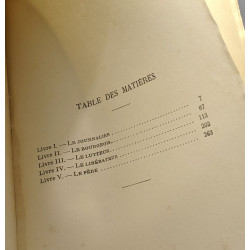 TABLE DES MATIÈRES
LIVRE I. — LE JOURNALIER 7
LIVRE II. — LE BOURGEOIS 67
LIVRE III. — LE LUTTEUR 113
LIVRE IV. — LE LIBÉRATEUR 203
LIVRE V. — LE PÈRE 263